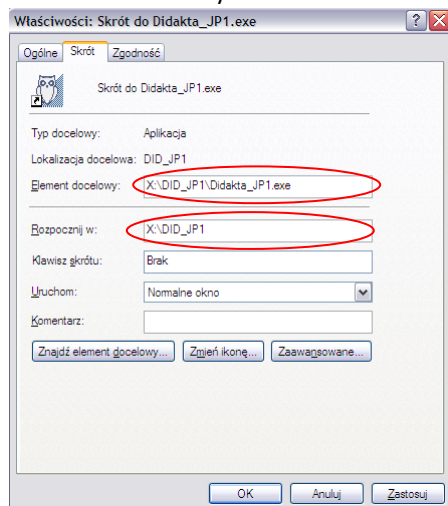 Właściwości: Skrót do Didakta_JP1.exe
Ogólne Skrót Zgodność
Skrót do Didakta_JP1.exe
Typ docelowy: Aplikacja
Lokalizacja docelowa: DID_JP1
Element docelowy: X:\DID_JP1\Didakta_JP1.exe
Rozpocznij w: X:\DID_JP1
Klawisz skrótu: Brak
Uruchom: Normalne okno
Komentarz:
Znajdź element docelowy... Zmień ikonę... Zaawansowane...
OK Anuluj Zastosuj